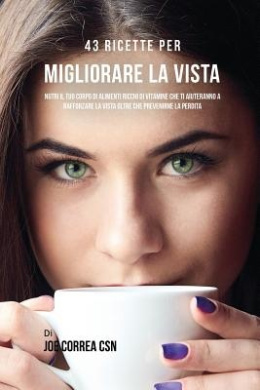 43 RICETTE PER
MIGLIORARE LA VISTA
NUTRI IL TUO CORPO DI ALIMENTI RICCHI DI VITAMINE CHE TI AIUTERANNO A
RAFFORZARE LA VISTA OLTRE CHE PREVENIRNE LA PERDITA
Di
JOE CORREA CSN